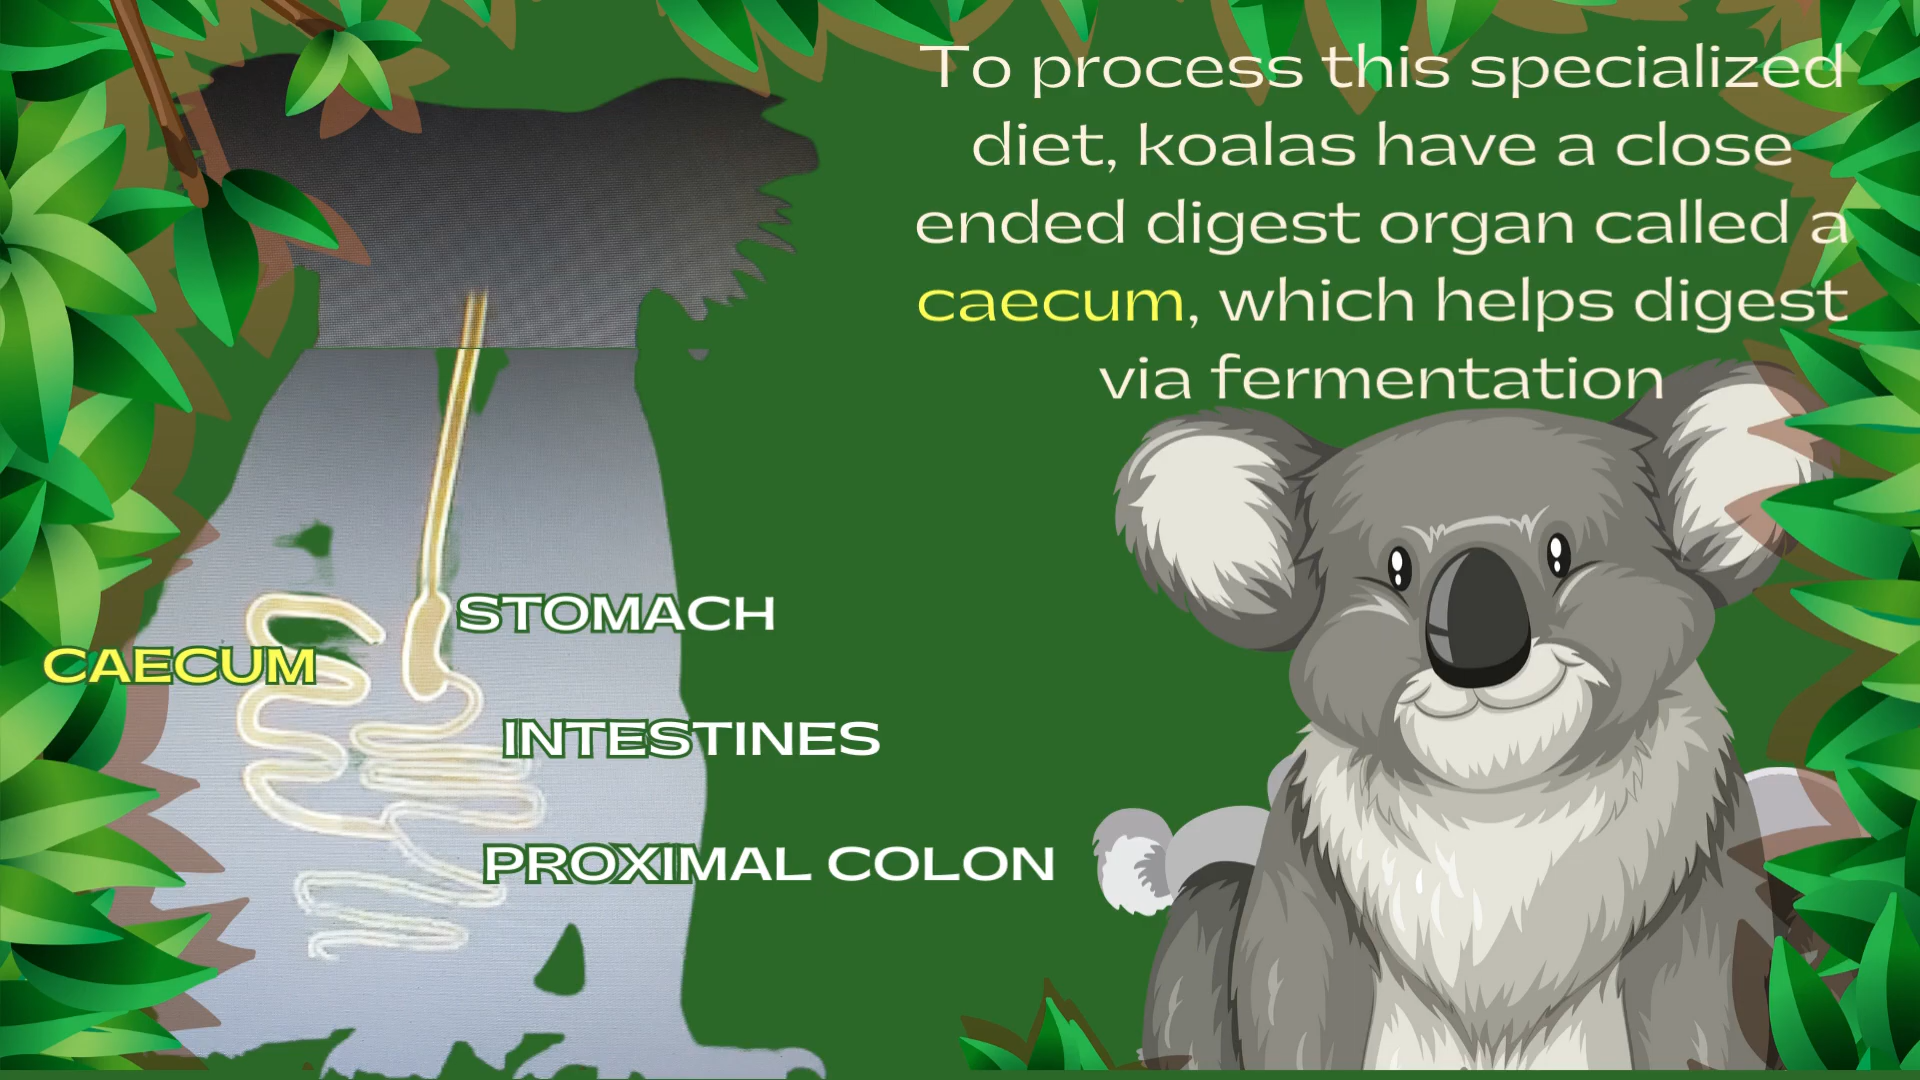 To process this specialized
diet, koalas have a close
ended digest organ called a
caecum, which helps digest
via fermentation
STOMACH
CAECUM
INTESTINES
PROXIMAL COLON